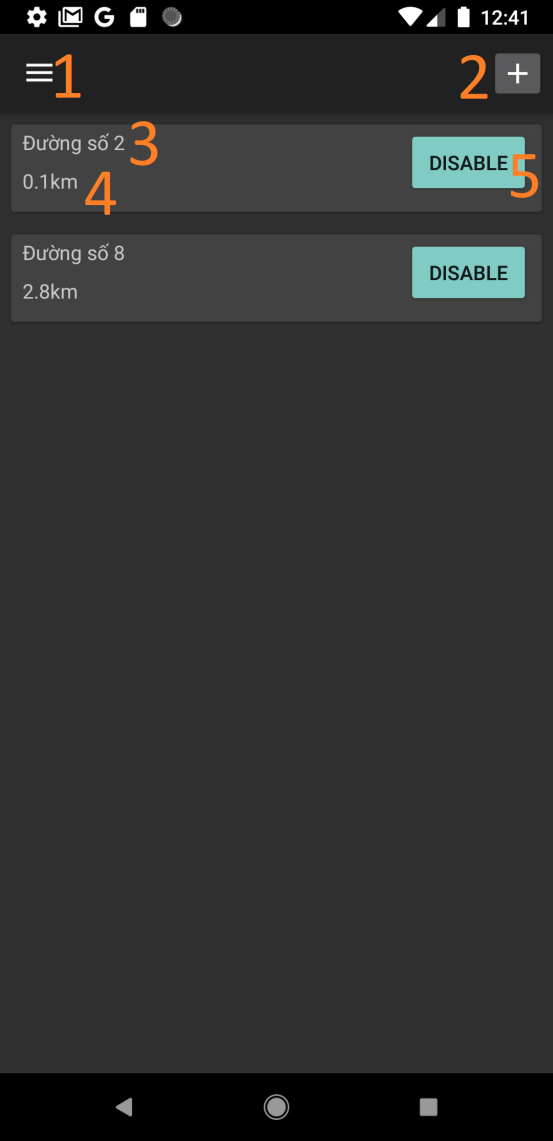 12:41
1
2
Đường số 2 3
0.1km 4
DISABLE 5
Đường số 8
2.8km
DISABLE